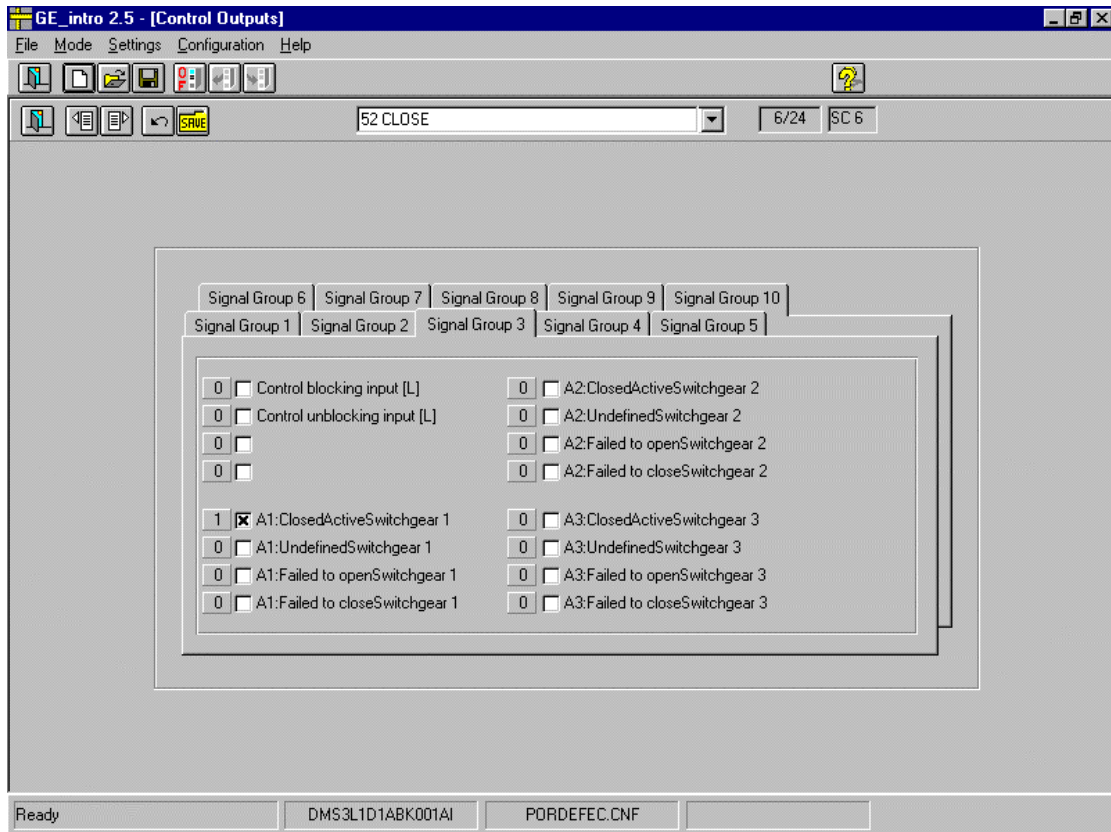 GE_intro 2.5 - [Control Outputs]
File Mode Settings Configuration Help
SAVE 52 CLOSE 6/24 SC 6
Signal Group 6 Signal Group 7 Signal Group 8 Signal Group 9 Signal Group 10
Signal Group 1 Signal Group 2 Signal Group 3 Signal Group 4 Signal Group 5
0 Control blocking input [L]
0 Control unblocking input [L]
0
0
1 A1:ClosedActiveSwitchgear 1
0 A1:UndefinedSwitchgear 1
0 A1:Failed to openSwitchgear 1
0 A1:Failed to closeSwitchgear 1
0 A2:ClosedActiveSwitchgear 2
0 A2:UndefinedSwitchgear 2
0 A2:Failed to openSwitchgear 2
0 A2:Failed to closeSwitchgear 2
0 A3:ClosedActiveSwitchgear 3
0 A3:UndefinedSwitchgear 3
0 A3:Failed to openSwitchgear 3
0 A3:Failed to closeSwitchgear 3
Ready DMS3L1D1ABK001AI PORDEFEC.CNF